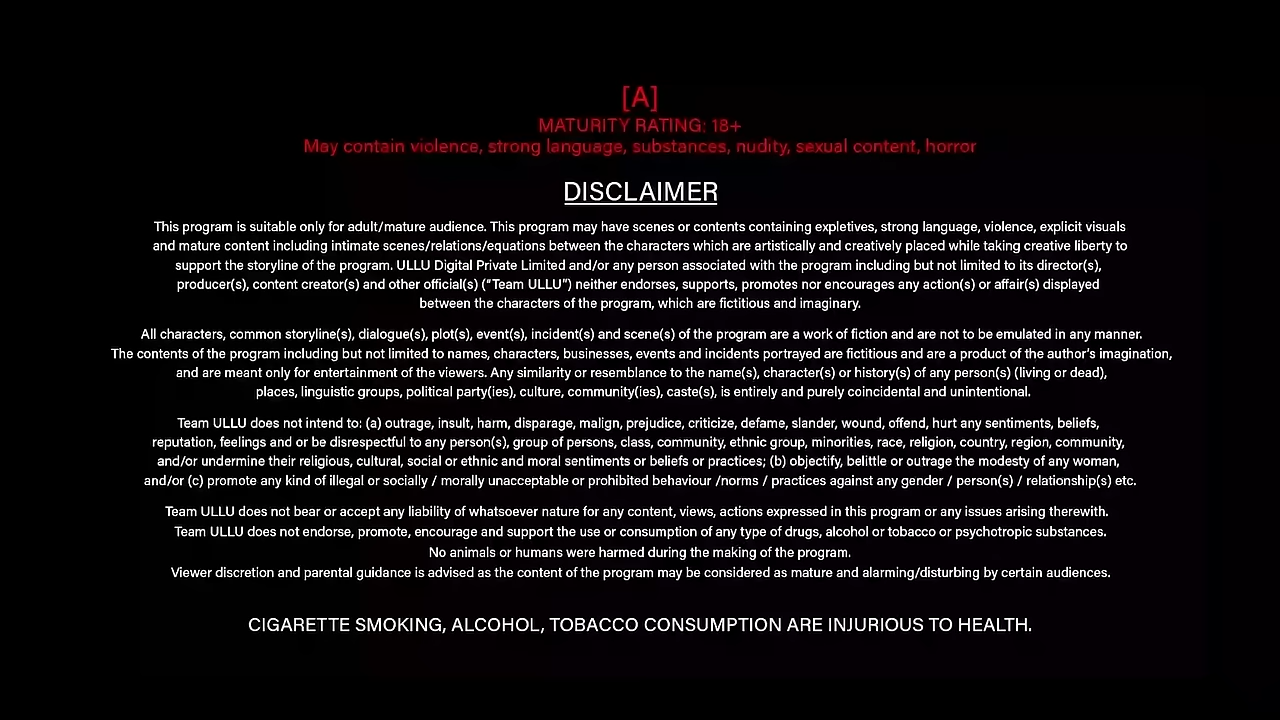 [A]
MATURITY RATING: 18+
May contain violence, strong language, substances, nudity, sexual content, horror
DISCLAIMER
This program is suitable only for adult/mature audience. This program may have scenes or contents containing expletives, strong language, violence, explicit visuals
and mature content including intimate scenes/relations/equations between the characters which are artistically and creatively placed while taking creative liberty to
support the storyline of the program. ULLU Digital Private Limited and/or any person associated with the program including but not limited to its director(s),
producer(s), content creator(s) and other official(s) ("Team ULLU") neither endorses, supports, promotes nor encourages any action(s) or affair(s) displayed
between the characters of the program, which are fictitious and imaginary.
All characters, common storyline(s), dialogue(s), plot(s), event(s), incident(s) and scene(s) of the program are a work of fiction and are not to be emulated in any manner.
The contents of the program including but not limited to names, characters, businesses, events and incidents portrayed are fictitious and are a product of the author's imagination,
and are meant only for entertainment of the viewers. Any similarity or resemblance to the name(s), character(s) or history(s) of any person(s) (living or dead),
places, linguistic groups, political party(ies), culture, community(ies), caste(s), is entirely and purely coincidental and unintentional.
Team ULLU does not intend to: (a) outrage, insult, harm, disparage, malign, prejudice, criticize, defame, slander, wound, offend, hurt any sentiments, beliefs,
reputation, feelings and or be disrespectful to any person(s), group of persons, class, community, ethnic group, minorities, race, religion, country, region, community,
and/or undermine their religious, cultural, social or ethnic and moral sentiments or beliefs or practices; (b) objectify, belittle or outrage the modesty of any woman,
and/or (c) promote any kind of illegal or socially / morally unacceptable or prohibited behaviour /norms / practices against any gender / person(s) / relationship(s) etc.
Team ULLU does not bear or accept any liability of whatsoever nature for any content, views, actions expressed in this program or any issues arising therewith.
Team ULLU does not endorse, promote, encourage and support the use or consumption of any type of drugs, alcohol or tobacco or psychotropic substances.
No animals or humans were harmed during the making of the program.
Viewer discretion and parental guidance is advised as the content of the program may be considered as mature and alarming/disturbing by certain audiences.
CIGARETTE SMOKING, ALCOHOL, TOBACCO CONSUMPTION ARE INJURIOUS TO HEALTH.